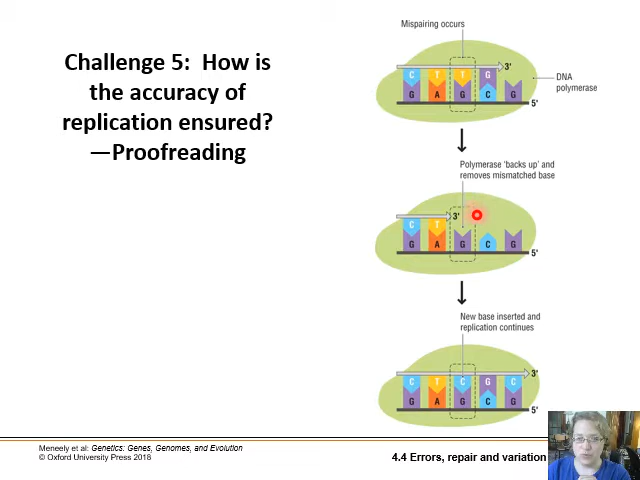 Challenge 5:  How is
the accuracy of
replication ensured?
—Proofreading
Mispairing occurs
3'
C T T G
G A G C G
5'
DNA
polymerase
Polymerase ‘backs up’ and
removes mismatched base
3'
C T
G A G C G
5'
New base inserted and
replication continues
3'
C T C G C
G A G C G
5'
Meneely et al: Genetics: Genes, Genomes, and Evolution
© Oxford University Press 2018
4.4 Errors, repair and variation